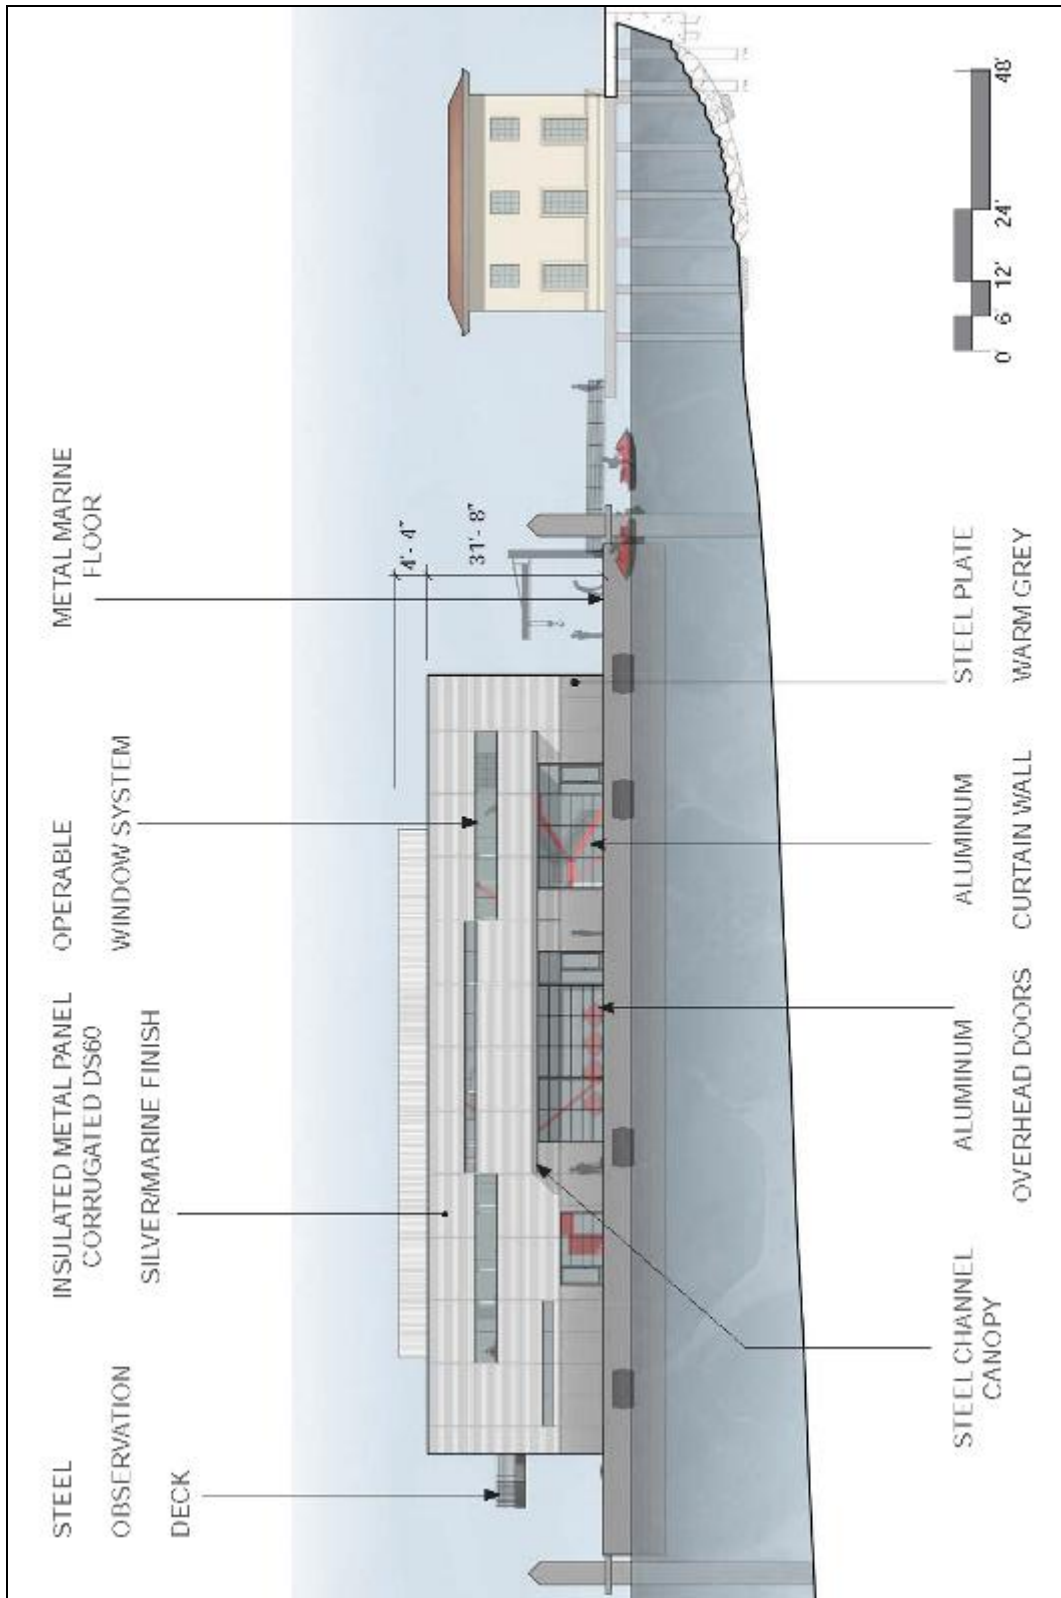 STEEL
OBSERVATION
DECK
INSULATED METAL PANEL
CORRUGATED DS60
SILVER/MARINE FINISH
OPERABLE
WINDOW SYSTEM
METAL MARINE
FLOOR
4'- 4"
31'- 8"
STEEL CHANNEL
CANOPY
ALUMINUM
OVERHEAD DOORS
ALUMINUM
CURTAIN WALL
STEEL PLATE
WARM GREY
0' 6' 12' 24' 48'